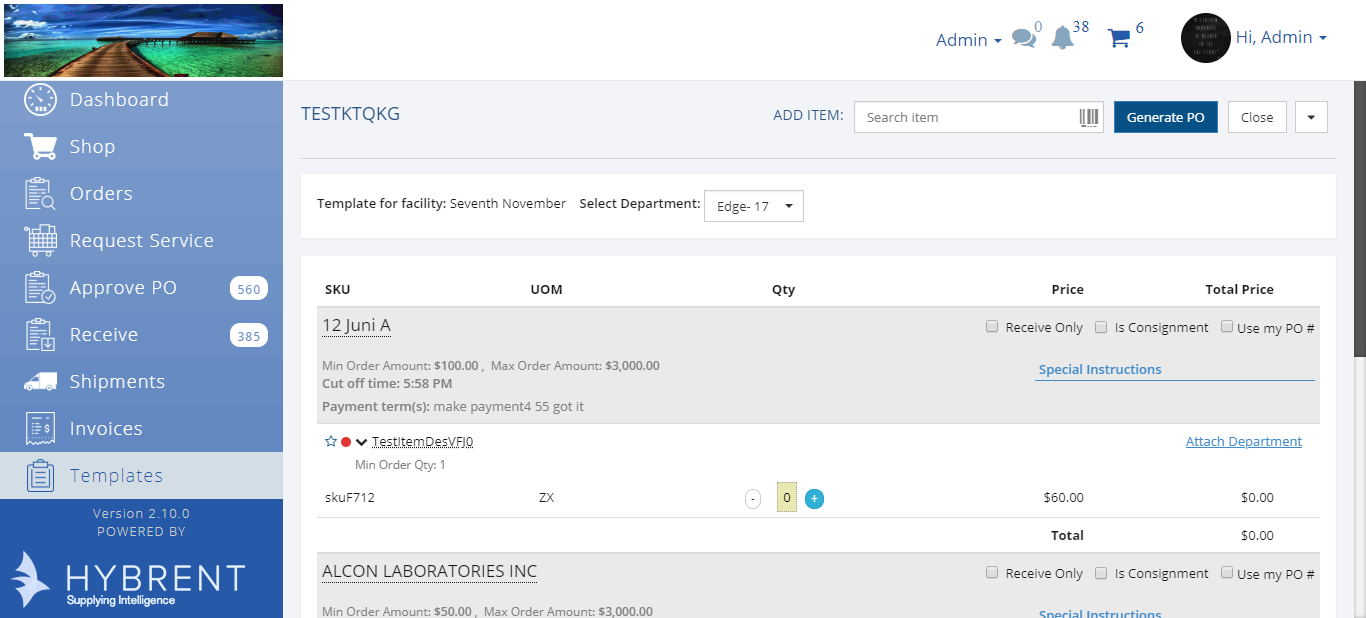 Admin 0 38 6 Hi, Admin
Dashboard
Shop
Orders
Request Service
Approve PO 560
Receive 385
Shipments
Invoices
Templates
Version 2.10.0
POWERED BY
HYBRENT
Supplying Intelligence
TESTKTQKG ADD ITEM: Search item Generate PO Close
Template for facility: Seventh November Select Department: Edge- 17
SKU UOM Qty Price Total Price
12 Juni A Receive Only Is Consignment Use my PO #
Min Order Amount: $100.00 , Max Order Amount: $3,000.00
Special Instructions
Cut off time: 5:58 PM
Payment term(s): make payment4 55 got it
TestItemDesVFJ0 Attach Department
Min Order Qty: 1
skuF712 ZX - 0 + $60.00 $0.00
Total $0.00
ALCON LABORATORIES INC Receive Only Is Consignment Use my PO #
Min Order Amount: $50.00 , Max Order Amount: $3,000.00
Special Instructions